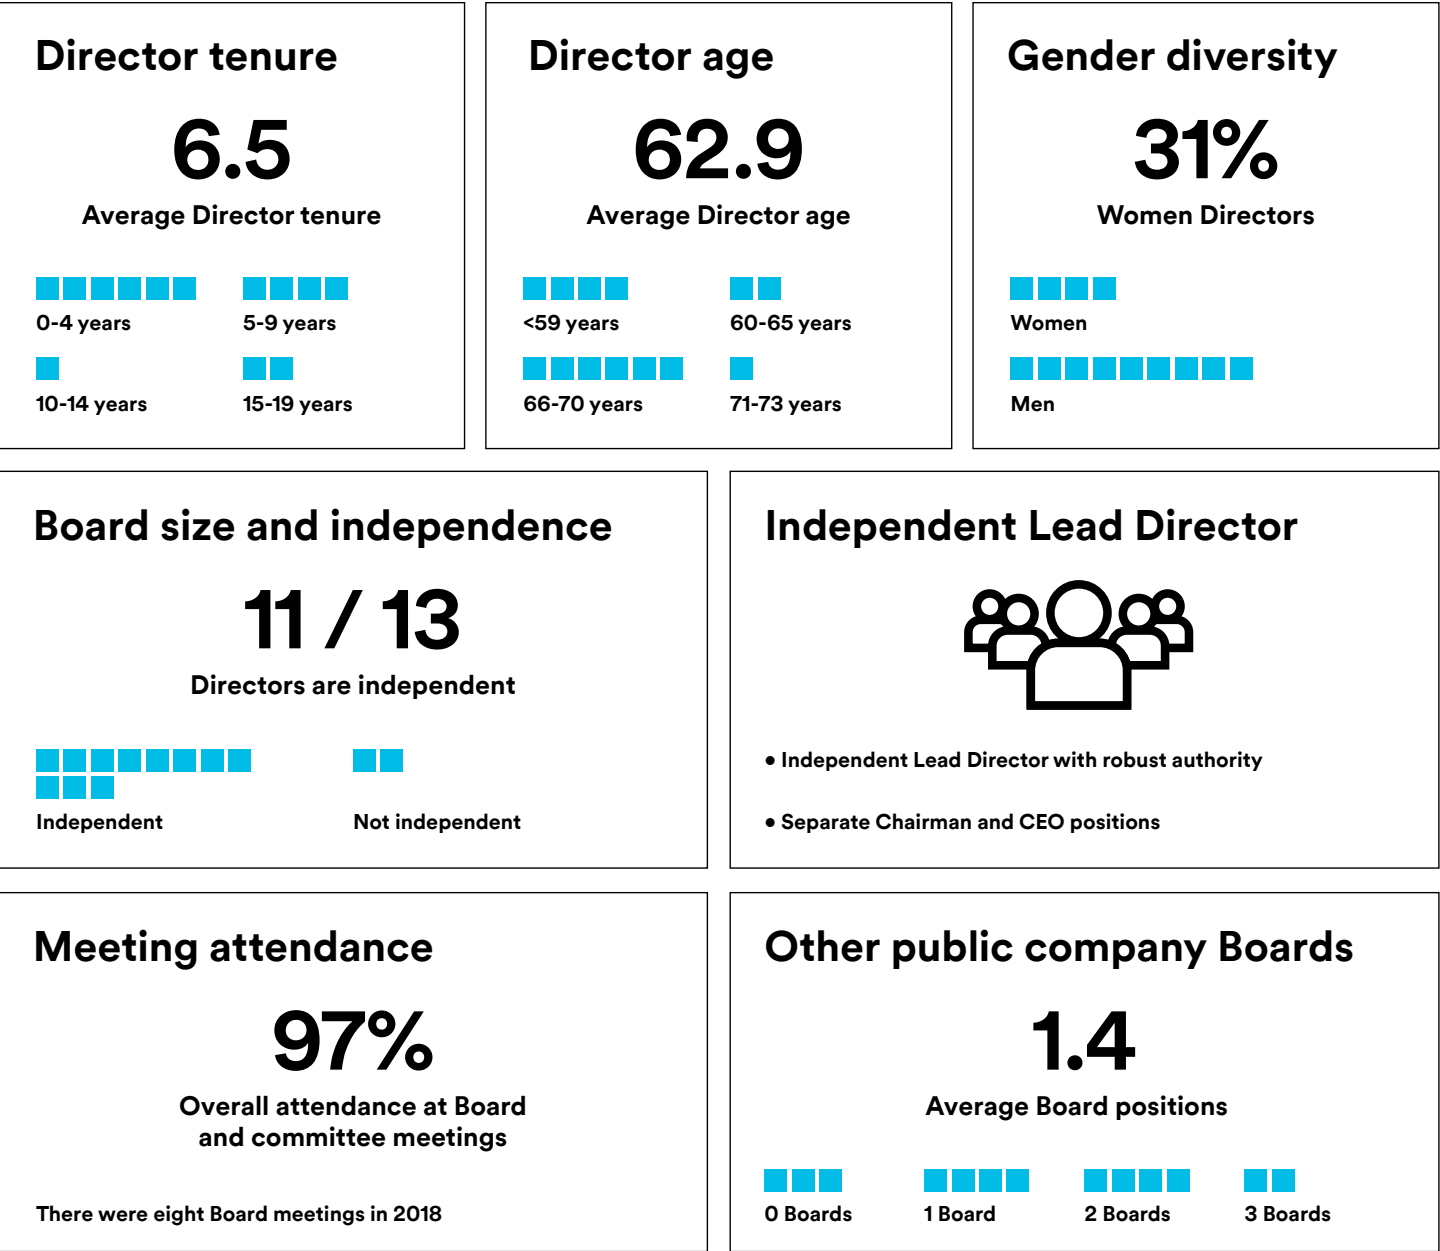 Director tenure
6.5
Average Director tenure
0-4 years
5-9 years
10-14 years
15-19 years
Director age
62.9
Average Director age
<59 years
60-65 years
66-70 years
71-73 years
Gender diversity
31%
Women Directors
Women
Men
Board size and independence
11 / 13
Directors are independent
Independent
Not independent
Independent Lead Director
• Independent Lead Director with robust authority
• Separate Chairman and CEO positions
Meeting attendance
97%
Overall attendance at Board
and committee meetings
There were eight Board meetings in 2018
Other public company Boards
1.4
Average Board positions
0 Boards
1 Board
2 Boards
3 Boards